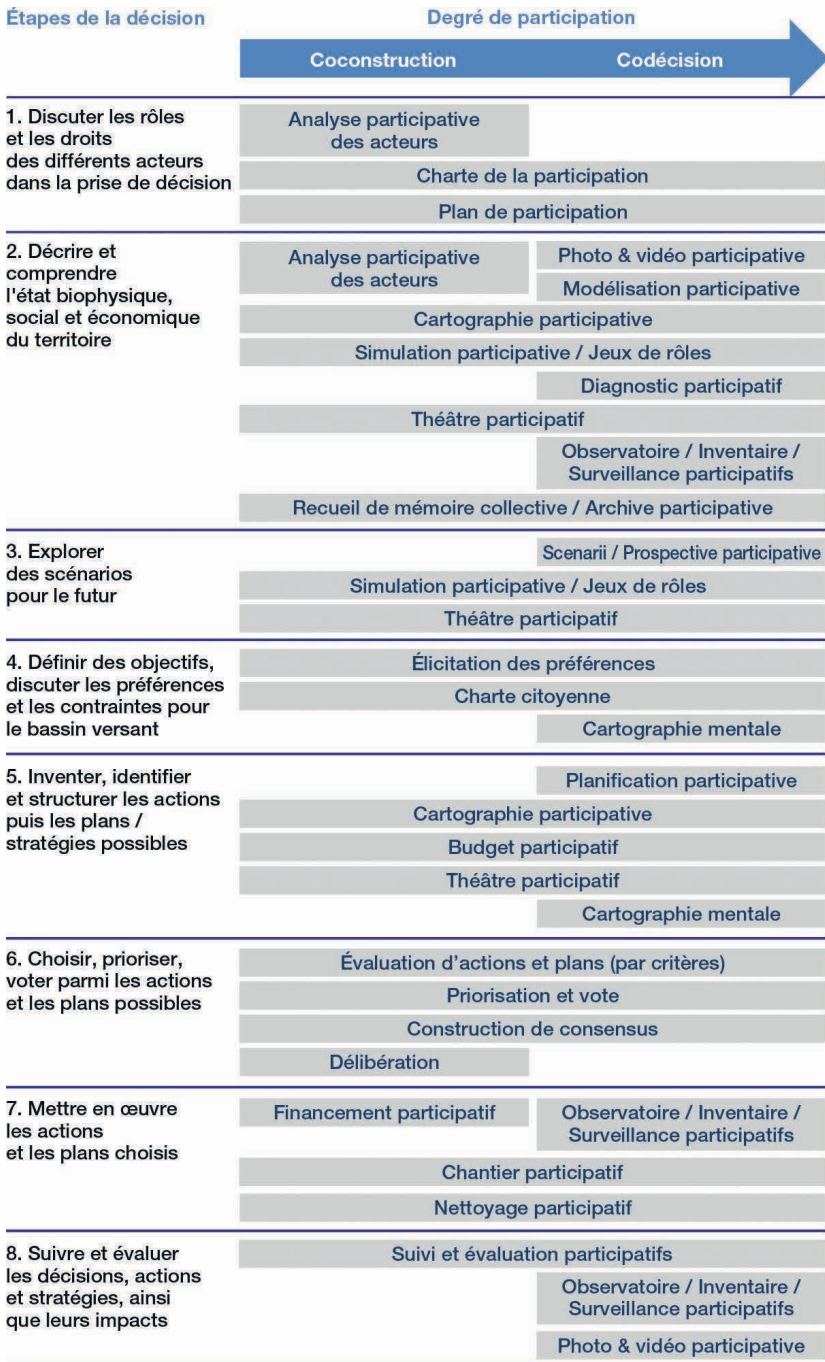 Étapes de la décision
Degré de participation
Coconstruction
Codécision
1. Discuter les rôles
et les droits
des différents acteurs
dans la prise de décision
Analyse participative
des acteurs
Charte de la participation
Plan de participation
2. Décrire et
comprendre
l'état biophysique,
social et économique
du territoire
Analyse participative
des acteurs
Photo & vidéo participative
Modélisation participative
Cartographie participative
Simulation participative / Jeux de rôles
Diagnostic participatif
Théâtre participatif
Observatoire / Inventaire /
Surveillance participatifs
Recueil de mémoire collective / Archive participative
3. Explorer
des scénarios
pour le futur
Scenarii / Prospective participative
Simulation participative / Jeux de rôles
Théâtre participatif
4. Définir des objectifs,
discuter les préférences
et les contraintes pour
le bassin versant
Élicitation des préférences
Charte citoyenne
Cartographie mentale
5. Inventer, identifier
et structurer les actions
puis les plans /
stratégies possibles
Planification participative
Cartographie participative
Budget participatif
Théâtre participatif
Cartographie mentale
6. Choisir, prioriser,
voter parmi les actions
et les plans possibles
Évaluation d’actions et plans (par critères)
Priorisation et vote
Construction de consensus
Délibération
7. Mettre en œuvre
les actions
et les plans choisis
Financement participatif
Observatoire / Inventaire /
Surveillance participatifs
Chantier participatif
Nettoyage participatif
8. Suivre et évaluer
les décisions, actions
et stratégies, ainsi
que leurs impacts
Suivi et évaluation participatifs
Observatoire / Inventaire /
Surveillance participatifs
Photo & vidéo participative